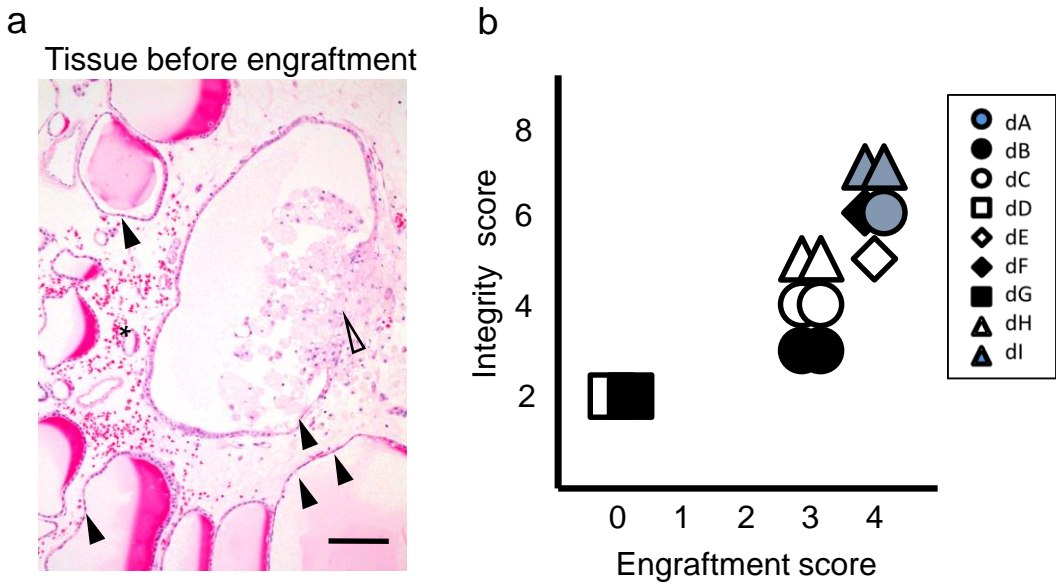 a
Tissue before engraftment
*
b
Integrity score
8
6
4
2
0 1 2 3 4
Engraftment score
dA
dB
dC
dD
dE
dF
dG
dH
dI